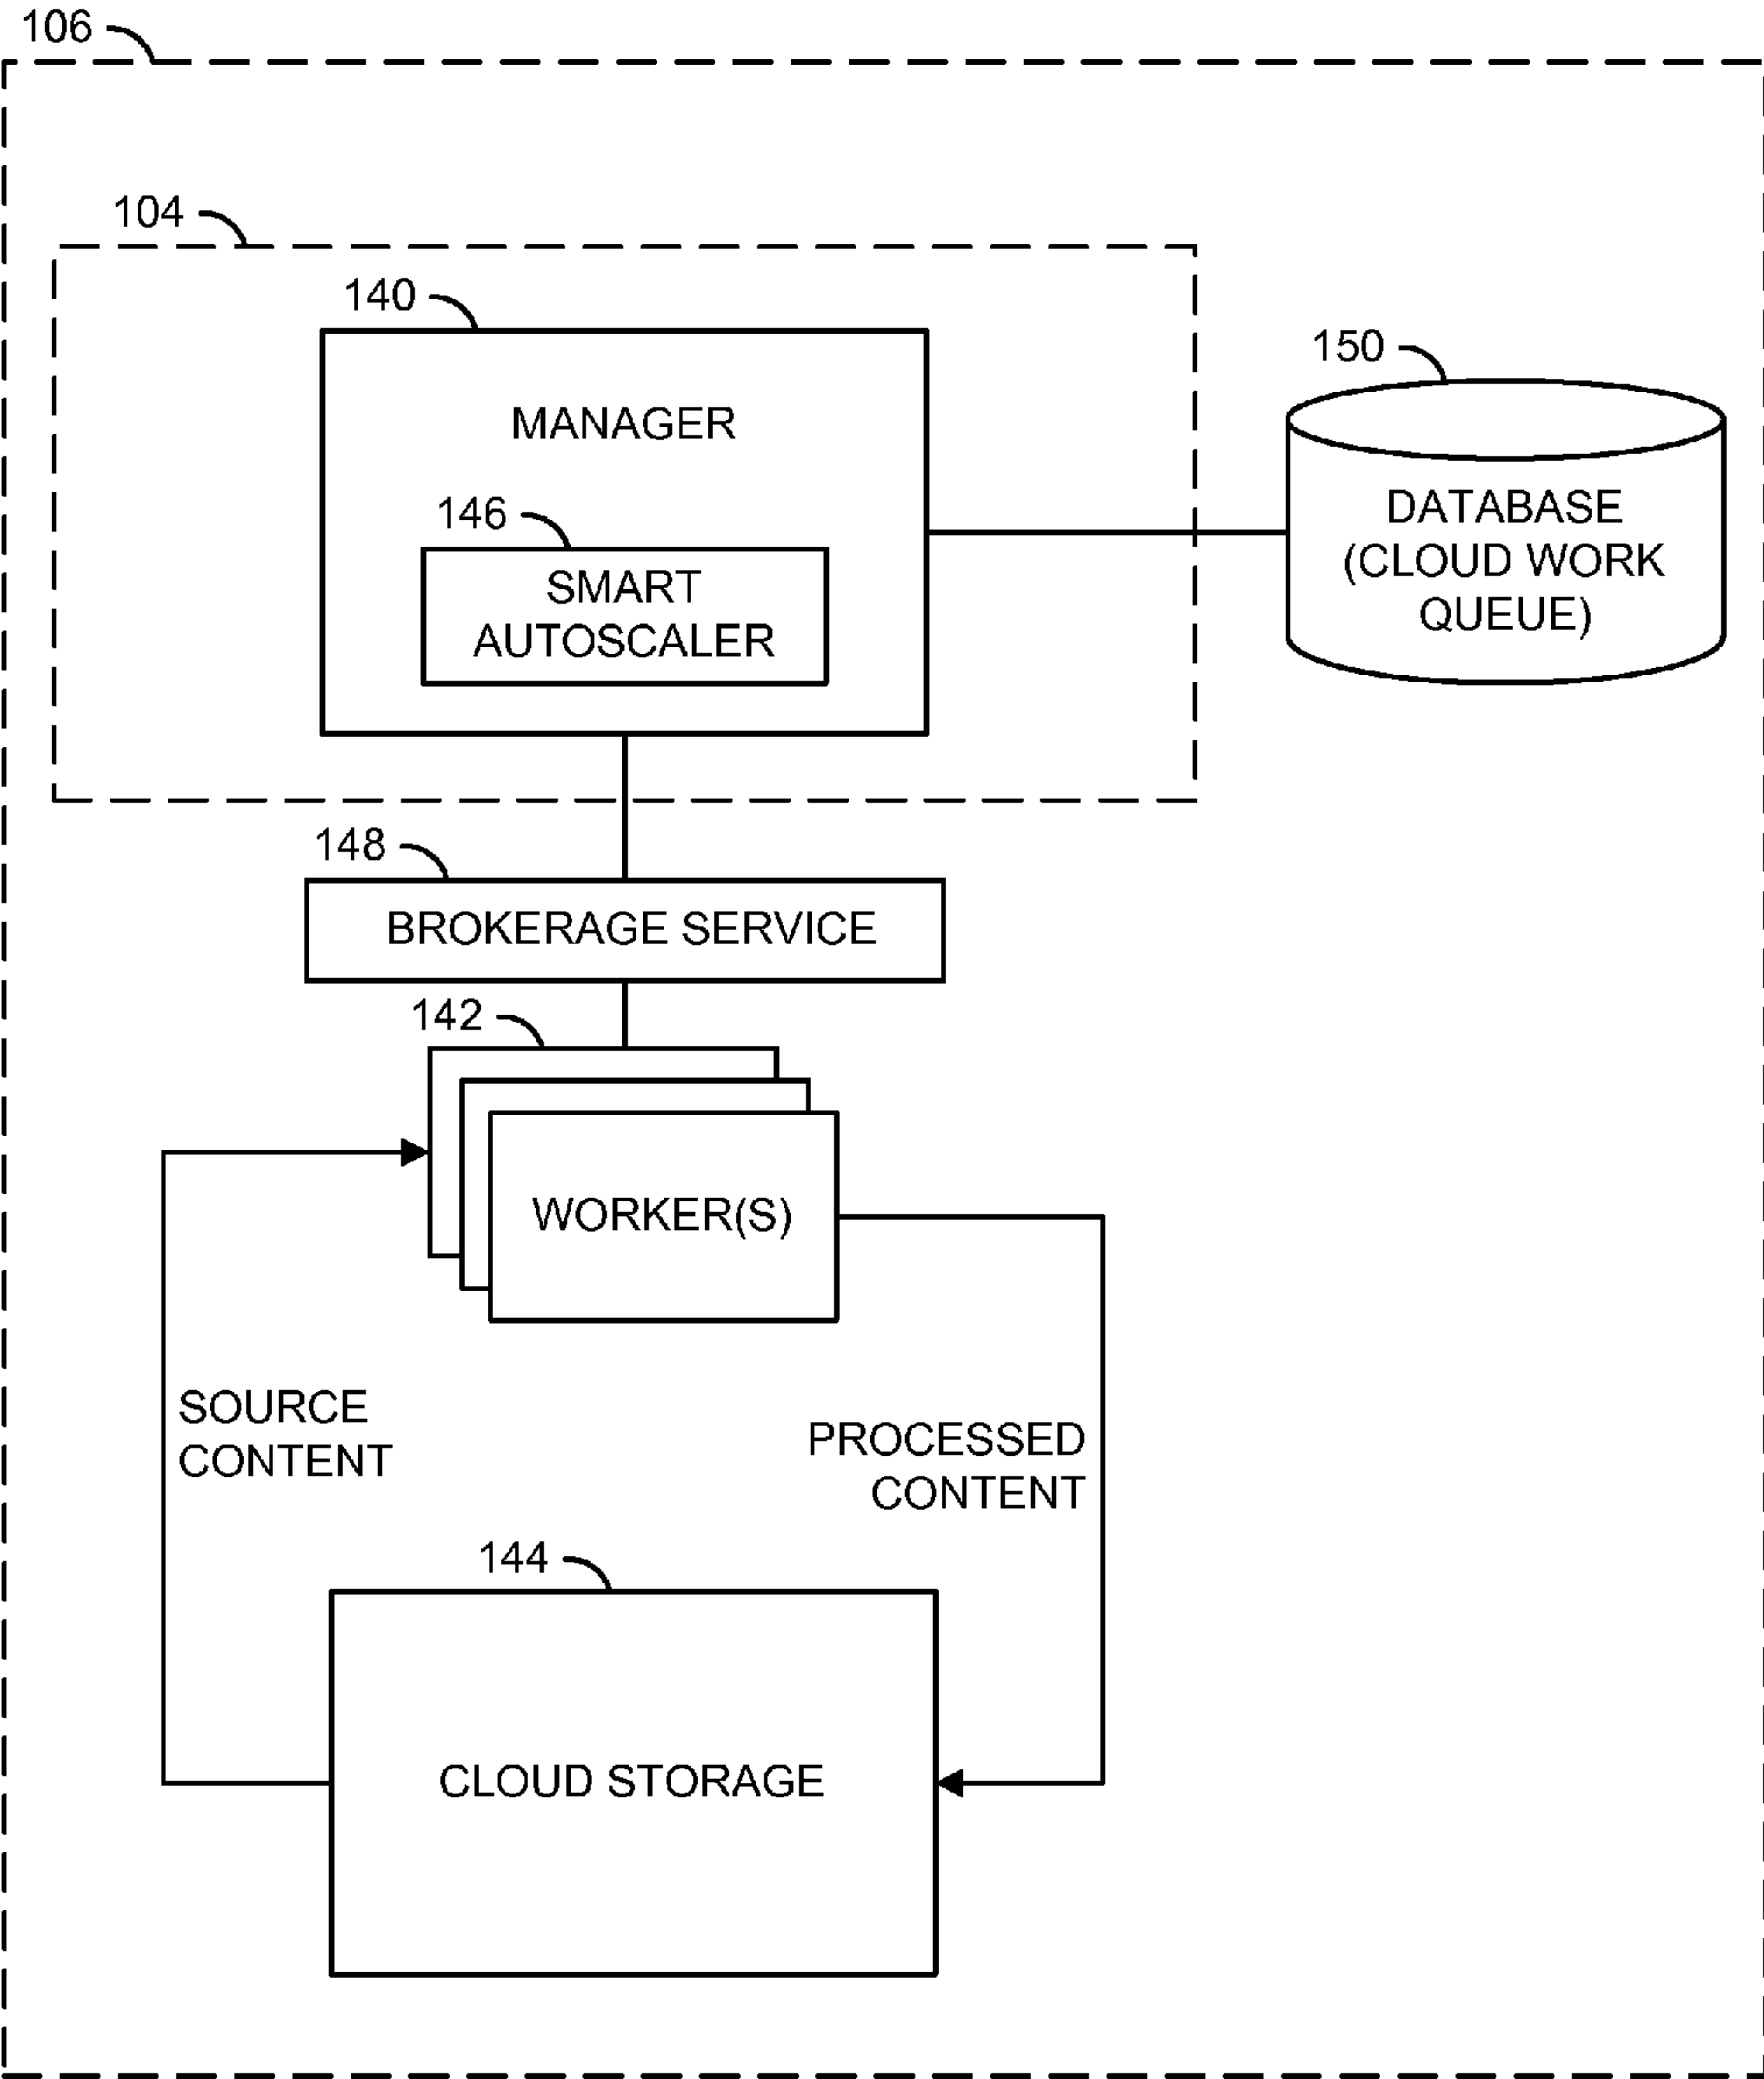 106
104
140
MANAGER
150
146
SMART
AUTOSCALER
DATABASE
(CLOUD WORK
QUEUE)
148
BROKERAGE SERVICE
142
WORKER(S)
SOURCE
CONTENT
PROCESSED
CONTENT
144
CLOUD STORAGE